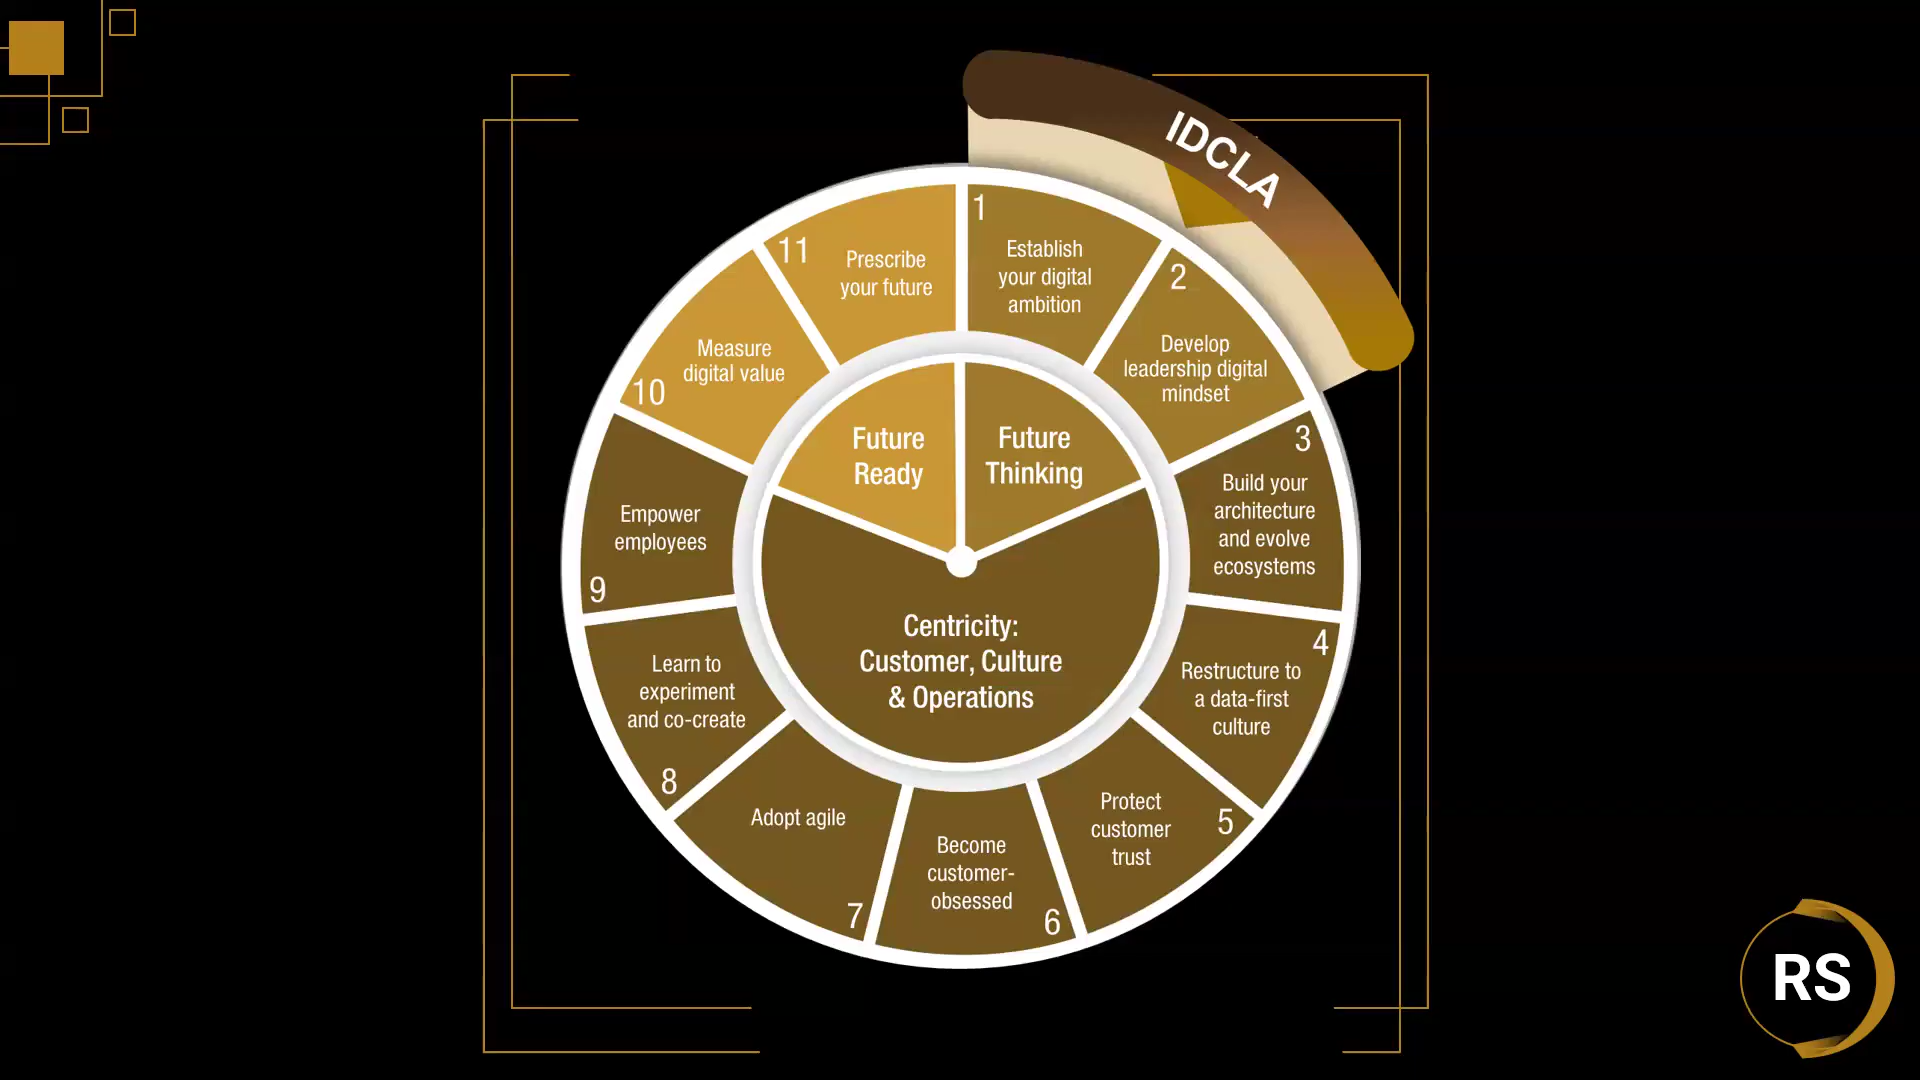 IDCLA
1
Establish
your digital
ambition
2
Develop
leadership digital
mindset
3
Build your
architecture
and evolve
ecosystems
4
Restructure to
a data-first
culture
5
Protect
customer
trust
6
Become
customer-
obsessed
7
Adopt agile
8
Learn to
experiment
and co-create
9
Empower
employees
10
Measure
digital value
11
Prescribe
your future
Future
Ready
Future
Thinking
Centricity:
Customer, Culture
& Operations
RS